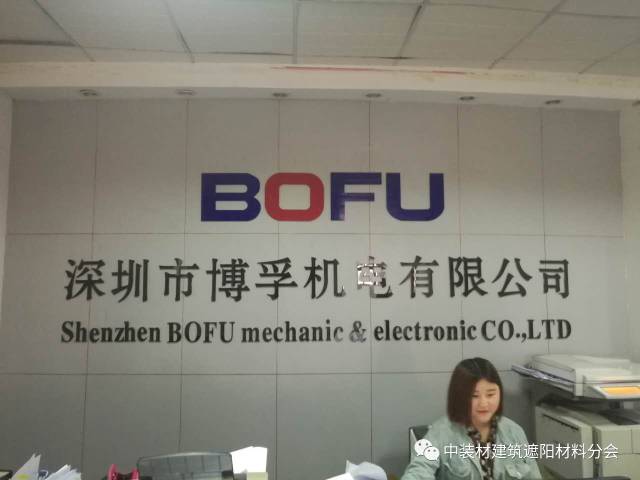 BOFU
深圳市博孚机电有限公司
Shenzhen BOFU mechanic & electronic CO.,LTD
中装材建筑遮阳材料分会